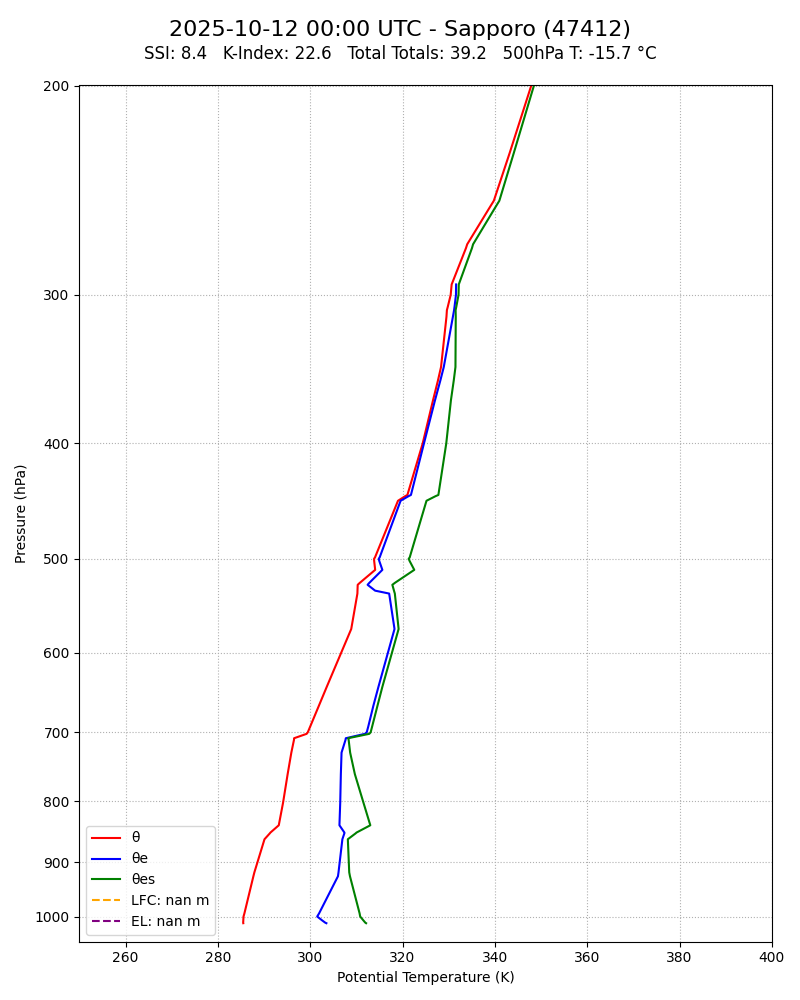 2025-10-12 00:00 UTC - Sapporo (47412)
SSI: 8.4   K-Index: 22.6   Total Totals: 39.2   500hPa T: -15.7 °C
200
300
400
500
600
700
800
900
1000
Pressure (hPa)
θ
θe
θes
LFC: nan m
EL: nan m
260 280 300 320 340 360 380 400
Potential Temperature (K)